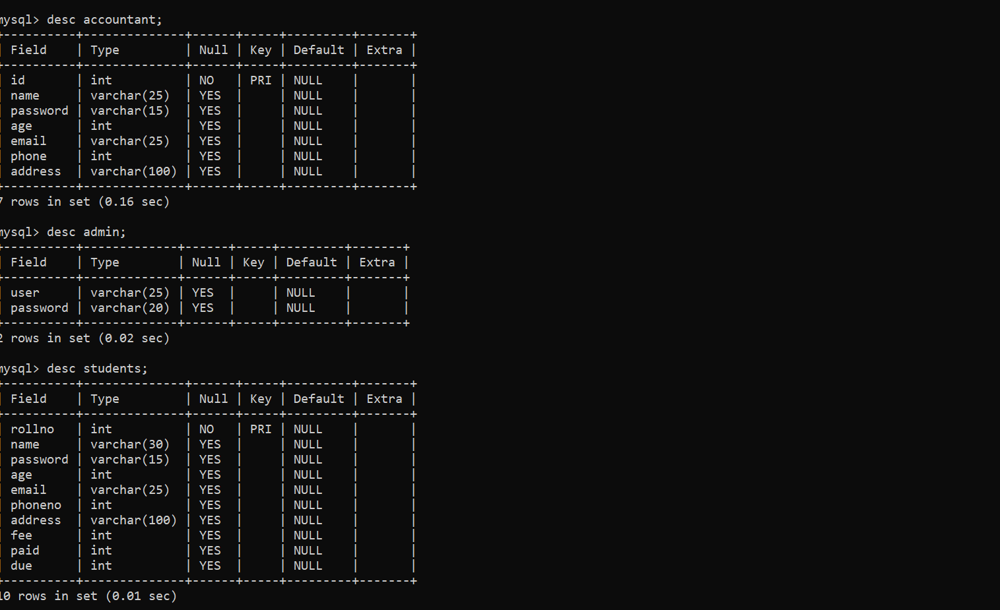 mysql> desc accountant;
+----------+--------------+------+-----+---------+-------+
| Field    | Type         | Null | Key | Default | Extra |
+----------+--------------+------+-----+---------+-------+
| id       | int          | NO   | PRI | NULL    |       |
| name     | varchar(25)  | YES  |     | NULL    |       |
| password | varchar(15)  | YES  |     | NULL    |       |
| age      | int          | YES  |     | NULL    |       |
| email    | varchar(25)  | YES  |     | NULL    |       |
| phone    | int          | YES  |     | NULL    |       |
| address  | varchar(100) | YES  |     | NULL    |       |
+----------+--------------+------+-----+---------+-------+
7 rows in set (0.16 sec)

mysql> desc admin;
+----------+-------------+------+-----+---------+-------+
| Field    | Type        | Null | Key | Default | Extra |
+----------+-------------+------+-----+---------+-------+
| user     | varchar(25) | YES  |     | NULL    |       |
| password | varchar(20) | YES  |     | NULL    |       |
+----------+-------------+------+-----+---------+-------+
2 rows in set (0.02 sec)

mysql> desc students;
+----------+--------------+------+-----+---------+-------+
| Field    | Type         | Null | Key | Default | Extra |
+----------+--------------+------+-----+---------+-------+
| rollno   | int          | NO   | PRI | NULL    |       |
| name     | varchar(30)  | YES  |     | NULL    |       |
| password | varchar(15)  | YES  |     | NULL    |       |
| age      | int          | YES  |     | NULL    |       |
| email    | varchar(25)  | YES  |     | NULL    |       |
| phoneno  | int          | YES  |     | NULL    |       |
| address  | varchar(100) | YES  |     | NULL    |       |
| fee      | int          | YES  |     | NULL    |       |
| paid     | int          | YES  |     | NULL    |       |
| due      | int          | YES  |     | NULL    |       |
+----------+--------------+------+-----+---------+-------+
10 rows in set (0.01 sec)